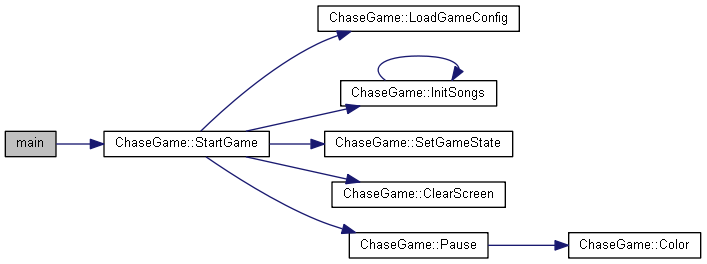 ChaseGame::LoadGameConfig
ChaseGame::InitSongs
main
ChaseGame::StartGame
ChaseGame::SetGameState
ChaseGame::ClearScreen
ChaseGame::Pause
ChaseGame::Color